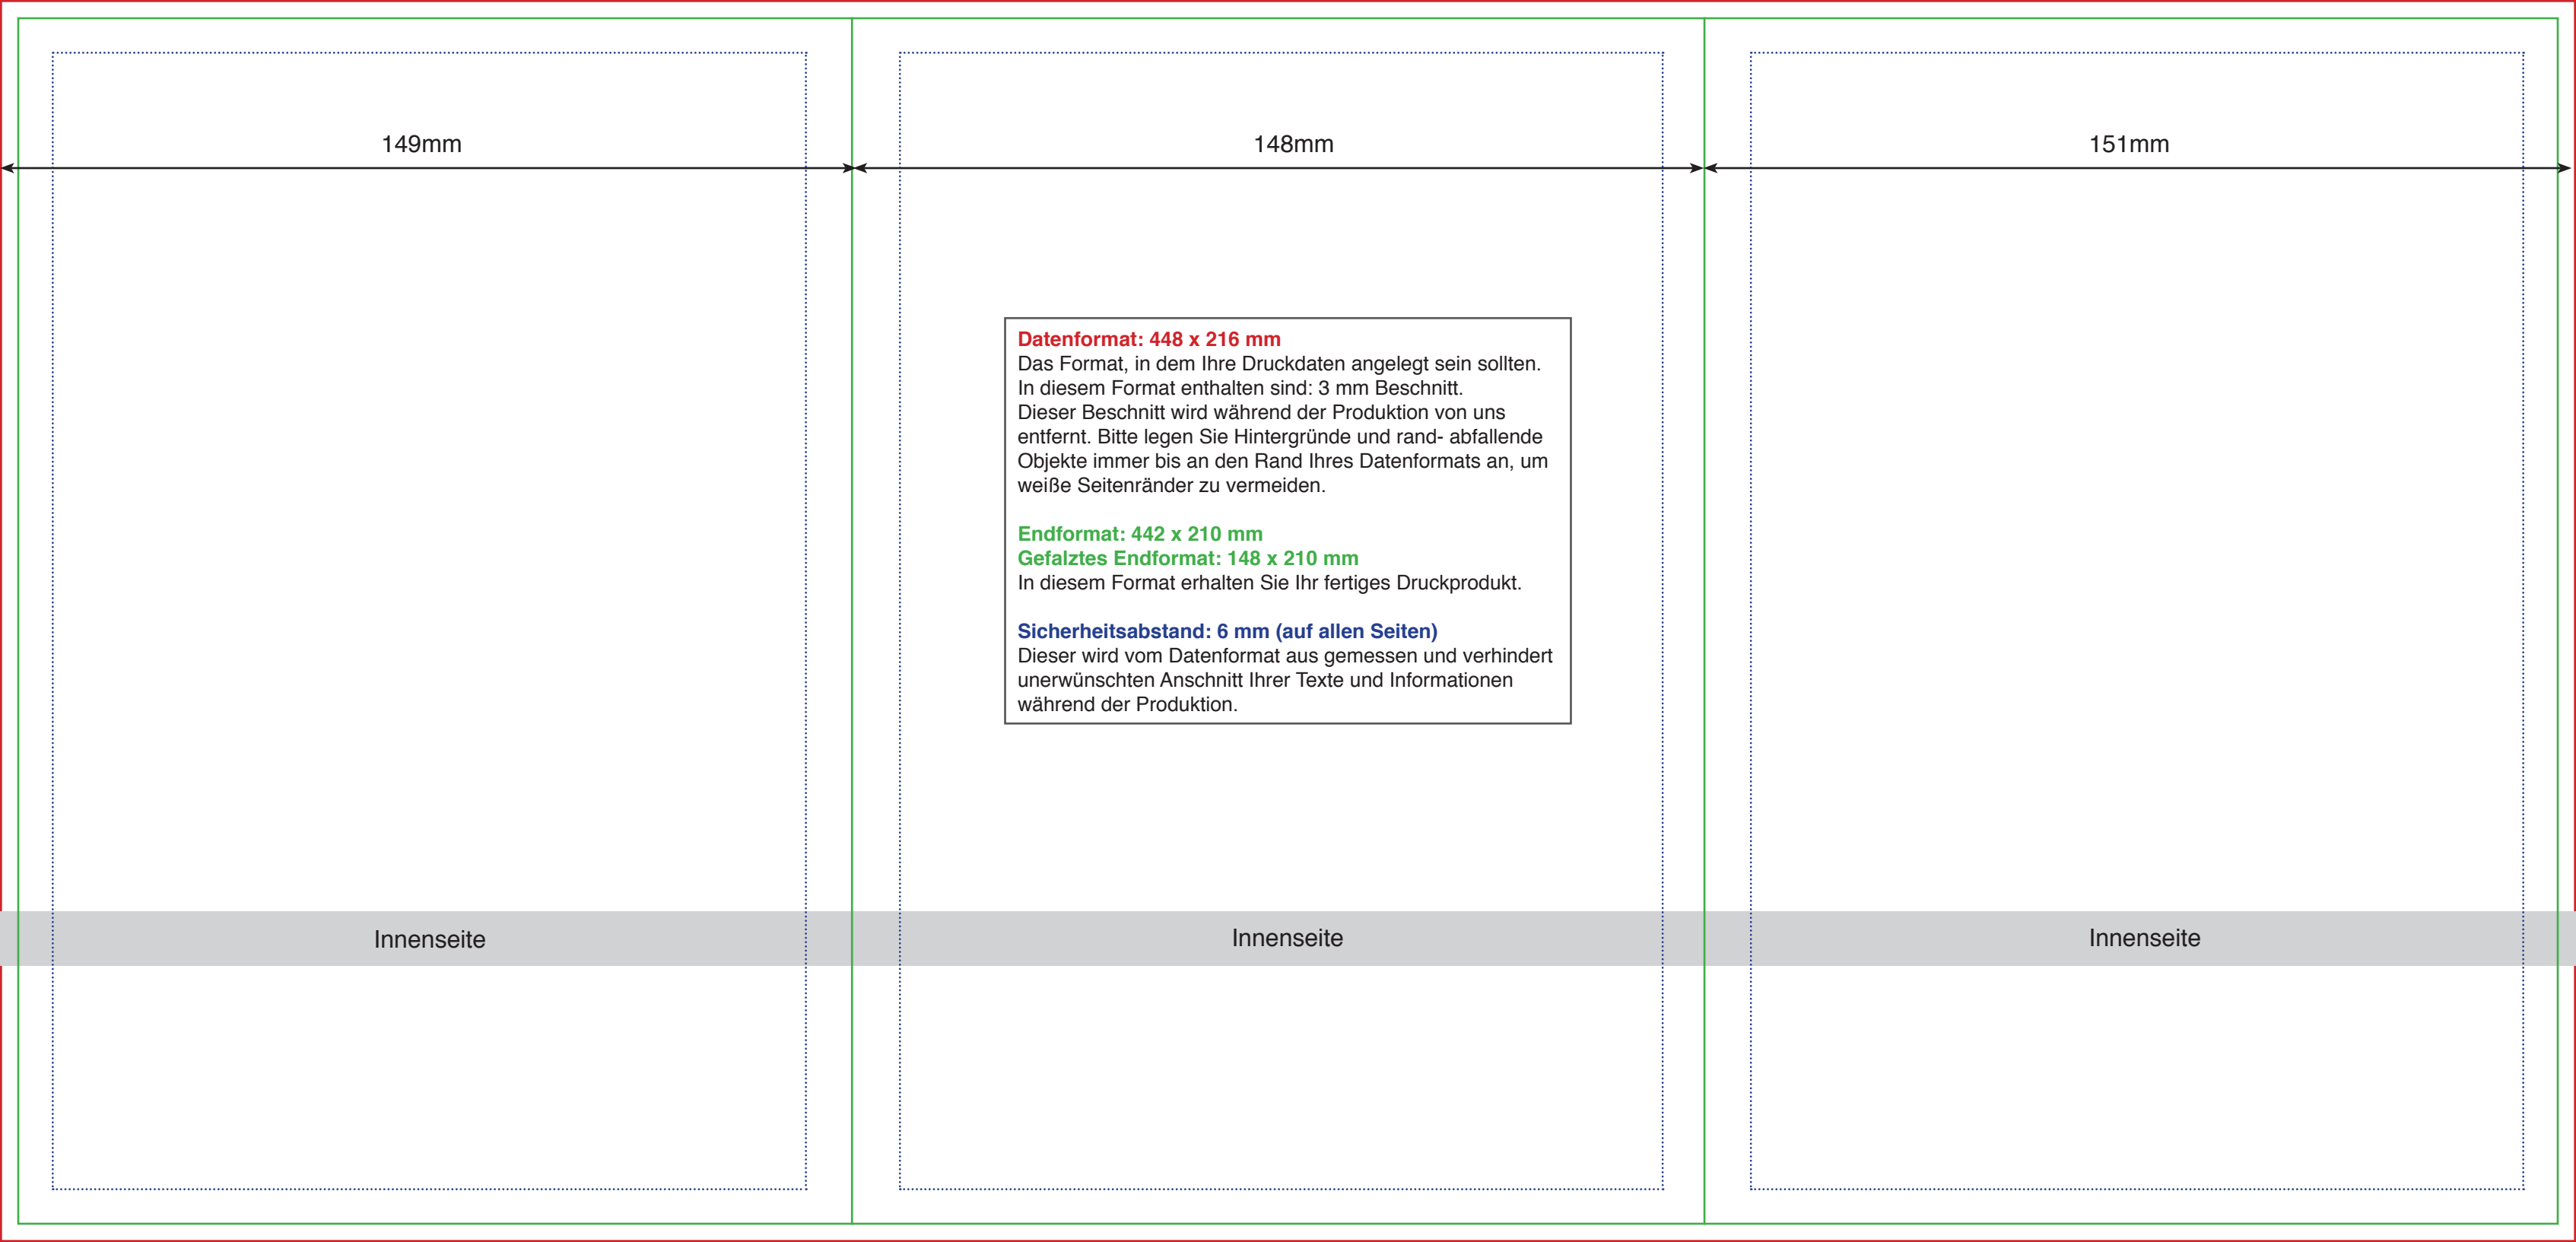 149mm
148mm
151mm
Datenformat: 448 x 216 mm
Das Format, in dem Ihre Druckdaten angelegt sein sollten.
In diesem Format enthalten sind: 3 mm Beschnitt.
Dieser Beschnitt wird während der Produktion von uns
entfernt. Bitte legen Sie Hintergründe und rand- abfallende
Objekte immer bis an den Rand Ihres Datenformats an, um
weiße Seitenränder zu vermeiden.
Endformat: 442 x 210 mm
Gefalztes Endformat: 148 x 210 mm
In diesem Format erhalten Sie Ihr fertiges Druckprodukt.
Sicherheitsabstand: 6 mm (auf allen Seiten)
Dieser wird vom Datenformat aus gemessen und verhindert
unerwünschten Anschnitt Ihrer Texte und Informationen
während der Produktion.
Innenseite
Innenseite
Innenseite